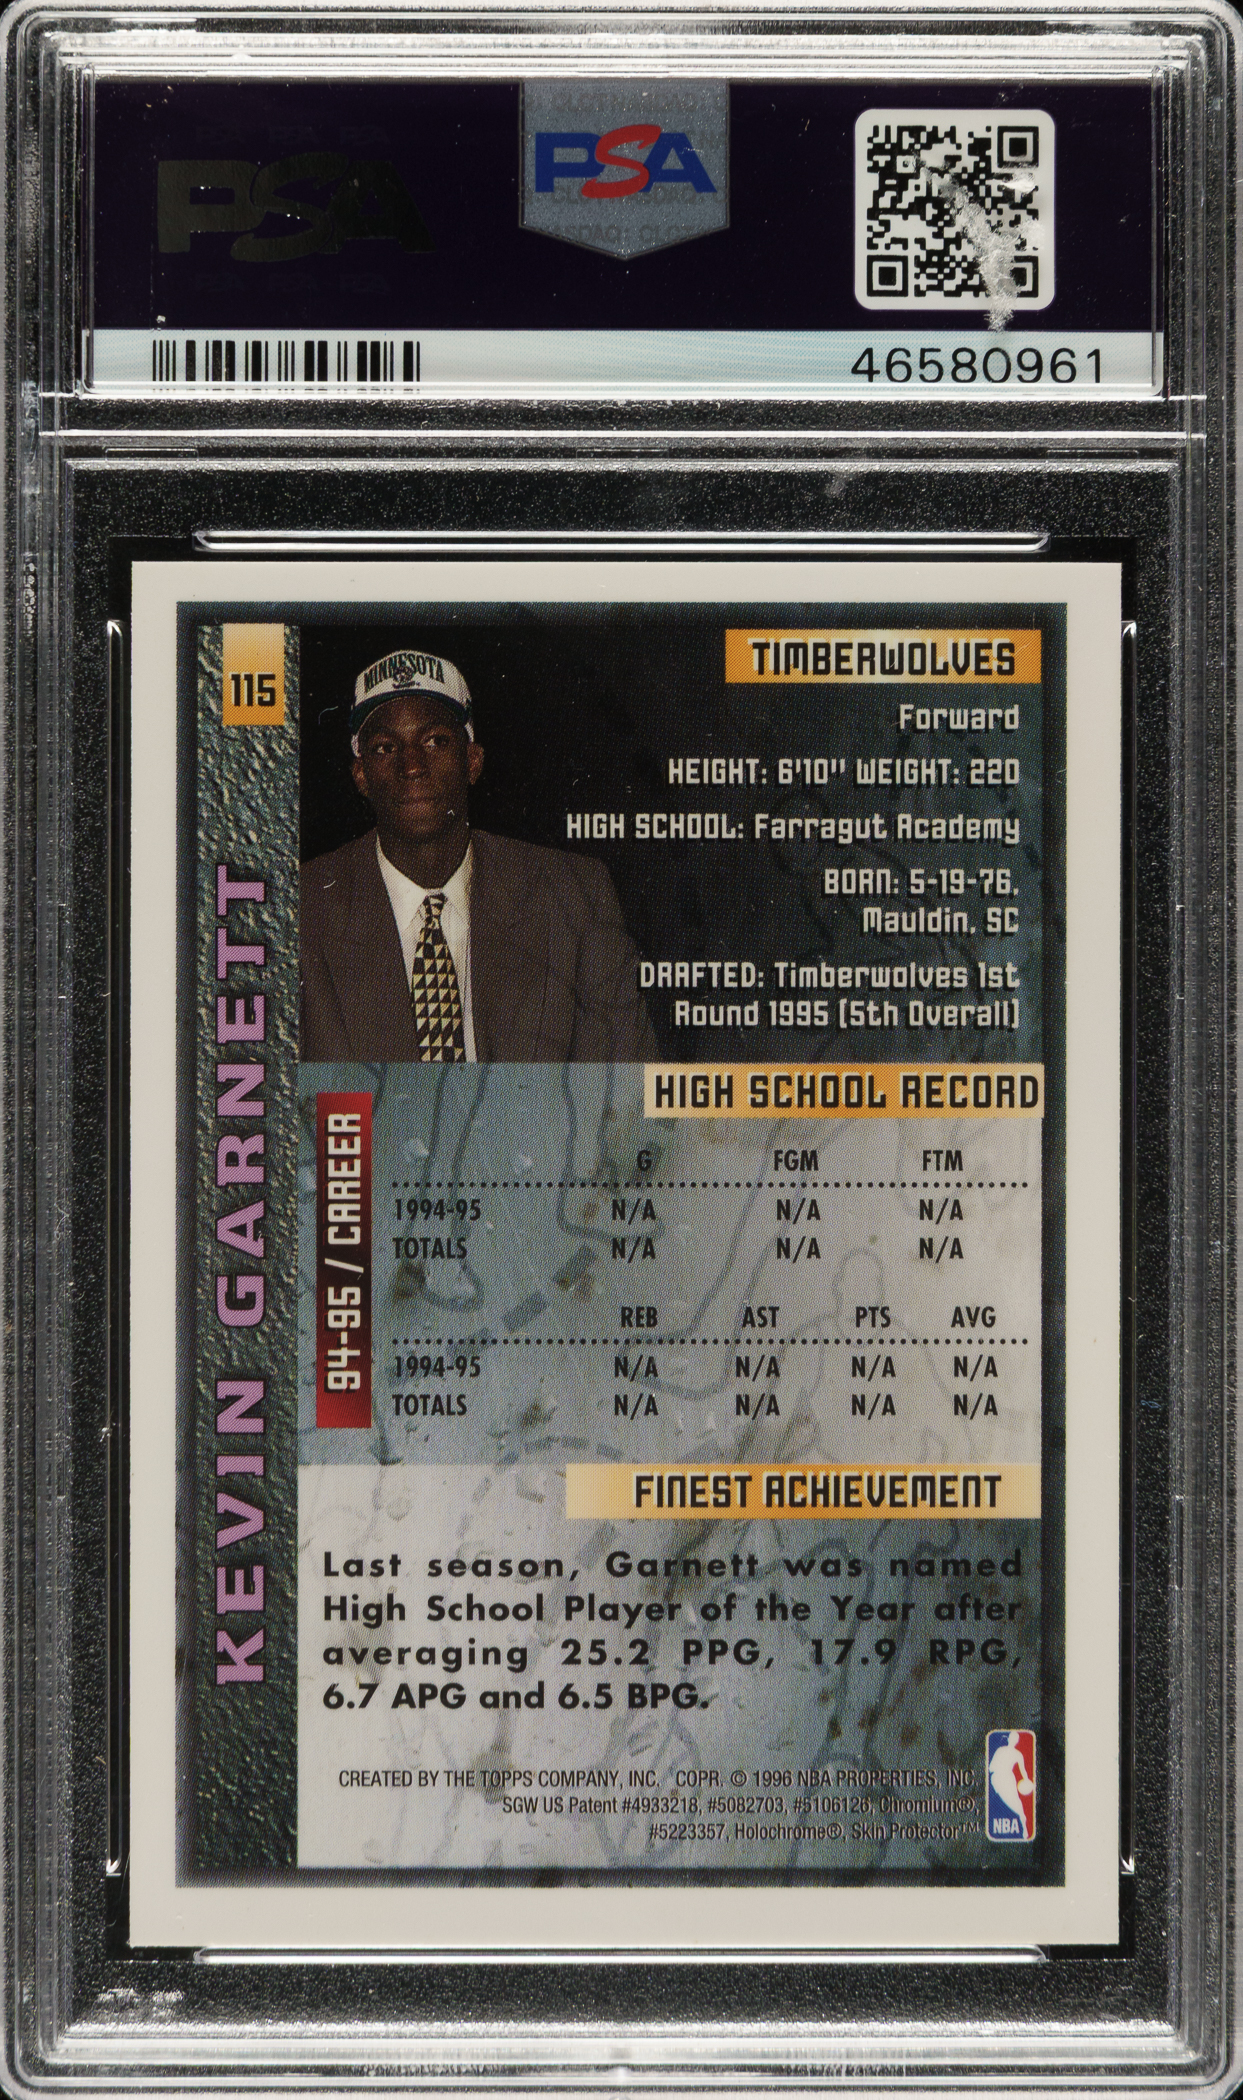 PSA
PSA
46580961
115
MINNESOTA
TIMBERWOLVES
Forward
HEIGHT: 6'10" WEIGHT: 220
HIGH SCHOOL: Farragut Academy
BORN: 5-19-76,
Mauldin, SC
DRAFTED: Timberwolves 1st
Round 1995 (5th Overall)
KEVIN GARNETT
HIGH SCHOOL RECORD
94-95 / CAREER
G FGM FTM
1994-95 N/A N/A N/A
TOTALS N/A N/A N/A
REB AST PTS AVG
1994-95 N/A N/A N/A N/A
TOTALS N/A N/A N/A N/A
FINEST ACHIEVEMENT
Last season, Garnett was named
High School Player of the Year after
averaging 25.2 PPG, 17.9 RPG,
6.7 APG and 6.5 BPG.
CREATED BY THE TOPPS COMPANY, INC. COPR. © 1996 NBA PROPERTIES, INC.
SGW US Patent #4933218, #5082703, #5106126, Chromium®,
#5223357, Holochrome®, Skin Protector™
NBA